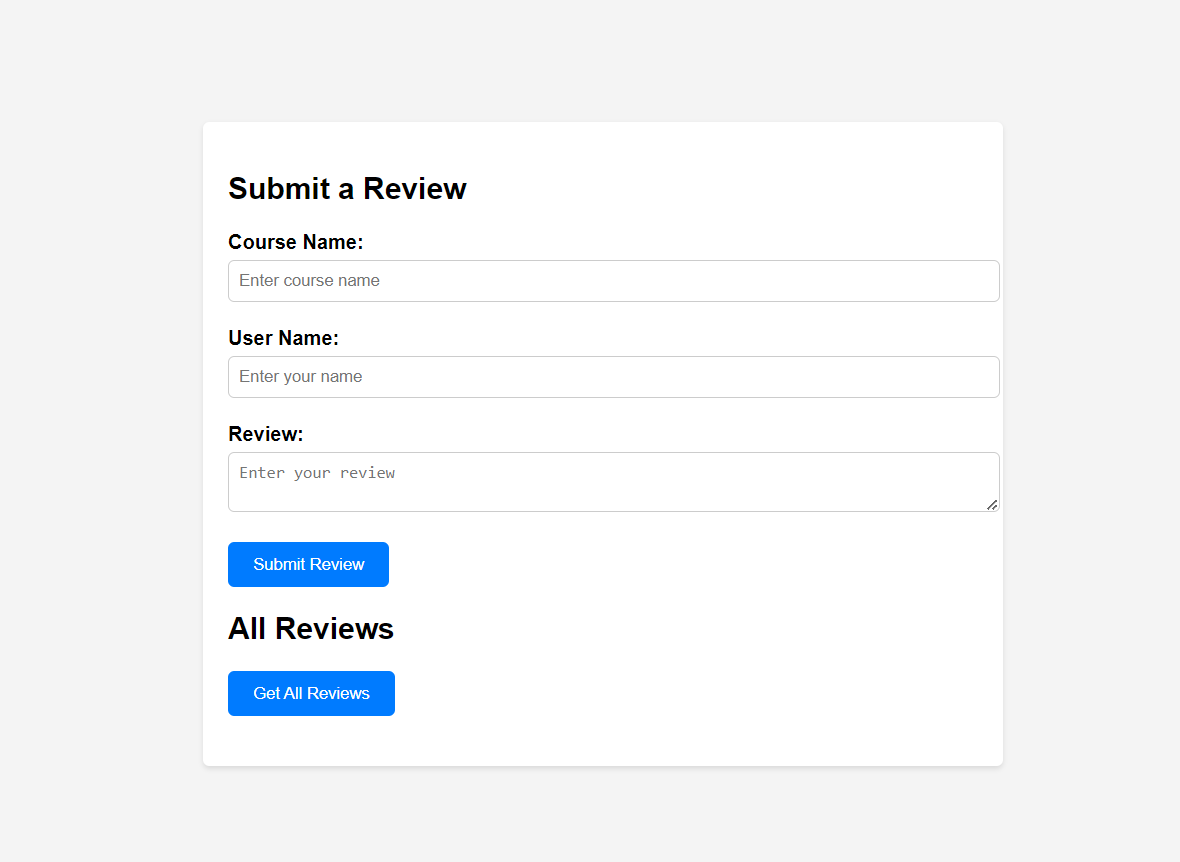 Submit a Review
Course Name:
Enter course name
User Name:
Enter your name
Review:
Enter your review
Submit Review
All Reviews
Get All Reviews